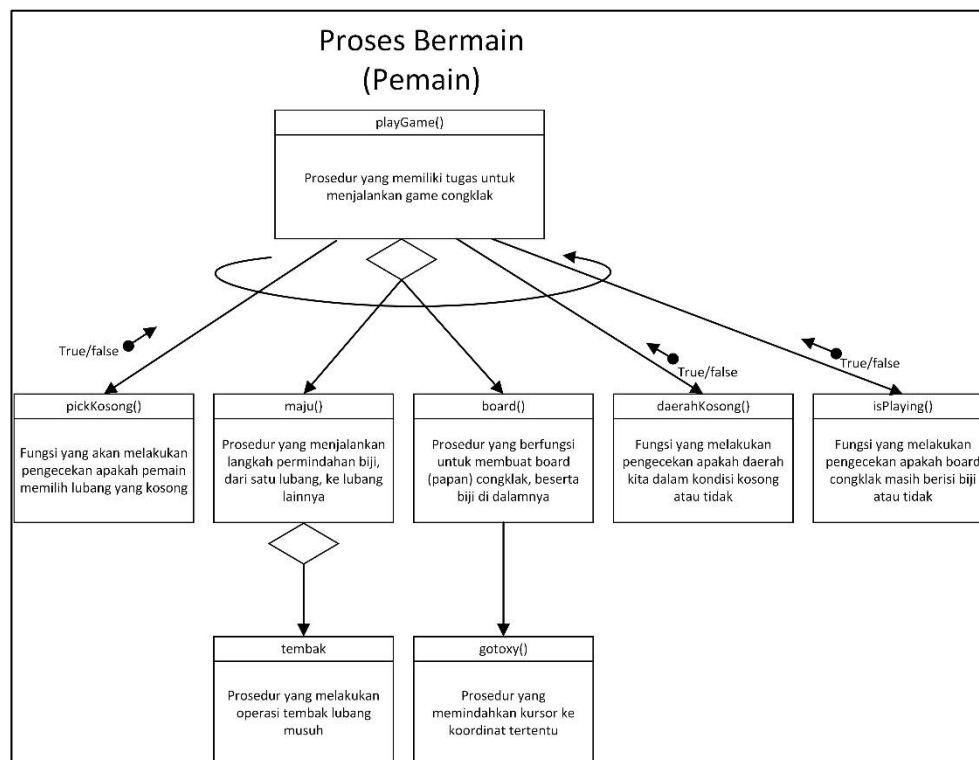 Proses Bermain
(Pemain)
playGame()
Prosedur yang memiliki tugas untuk
menjalankan game congklak
True/false
True/false
True/false
pickKosong()
Fungsi yang akan melakukan
pengecekan apakah pemain
memilih lubang yang kosong
maju()
Prosedur yang menjalankan
langkah permindahan biji,
dari satu lubang, ke lubang
lainnya
board()
Prosedur yang berfungsi
untuk membuat board
(papan) congklak, beserta
biji di dalamnya
daerahKosong()
Fungsi yang melakukan
pengecekan apakah daerah
kita dalam kondisi kosong
atau tidak
isPlaying()
Fungsi yang melakukan
pengecekan apakah board
congklak masih berisi biji
atau tidak
tembak
Prosedur yang melakukan
operasi tembak lubang
musuh
gotoxy()
Prosedur yang
memindahkan kursor ke
koordinat tertentu